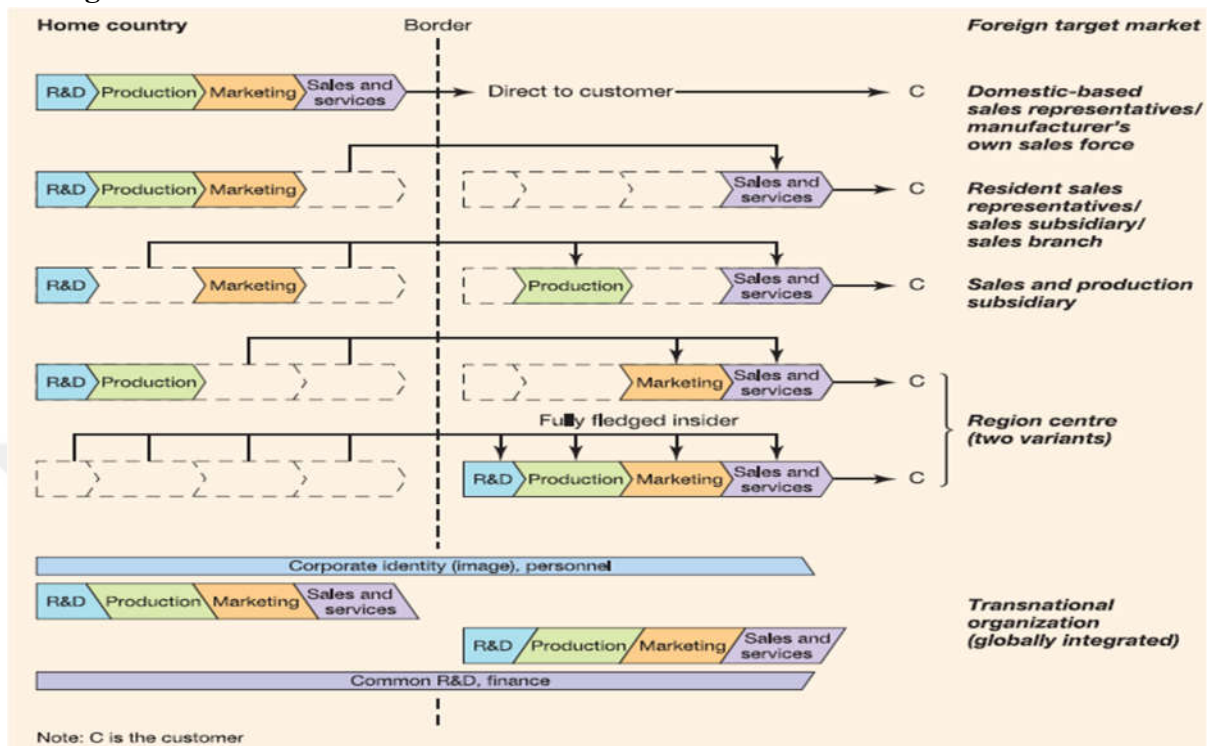 Home country
Border
Foreign target market
R&D Production Marketing Sales and services
Direct to customer
C
Domestic-based
sales representatives/
manufacturer's
own sales force
R&D Production Marketing
Sales and services
C
Resident sales
representatives/
sales subsidiary/
sales branch
R&D Marketing
Production
Sales and services
C
Sales and production
subsidiary
R&D Production
Marketing Sales and services
C
Fully fledged insider
Region centre
(two variants)
R&D Production Marketing Sales and services
C
Corporate identity (image), personnel
R&D Production Marketing Sales and services
R&D Production Marketing Sales and services
Transnational
organization
(globally integrated)
Common R&D, finance
Note: C is the customer